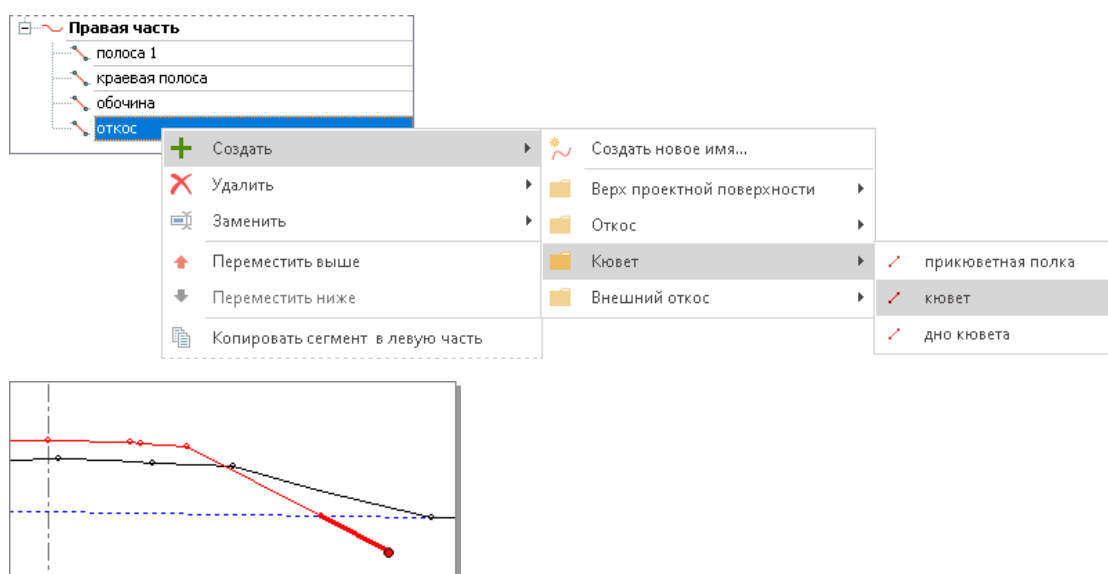 Правая часть
полоса 1
краевая полоса
обочина
откос
Создать
Удалить
Заменить
Переместить выше
Переместить ниже
Копировать сегмент в левую часть
Создать новое имя...
Верх проектной поверхности
Откос
Кювет
Внешний откос
прикюветная полка
кювет
дно кювета